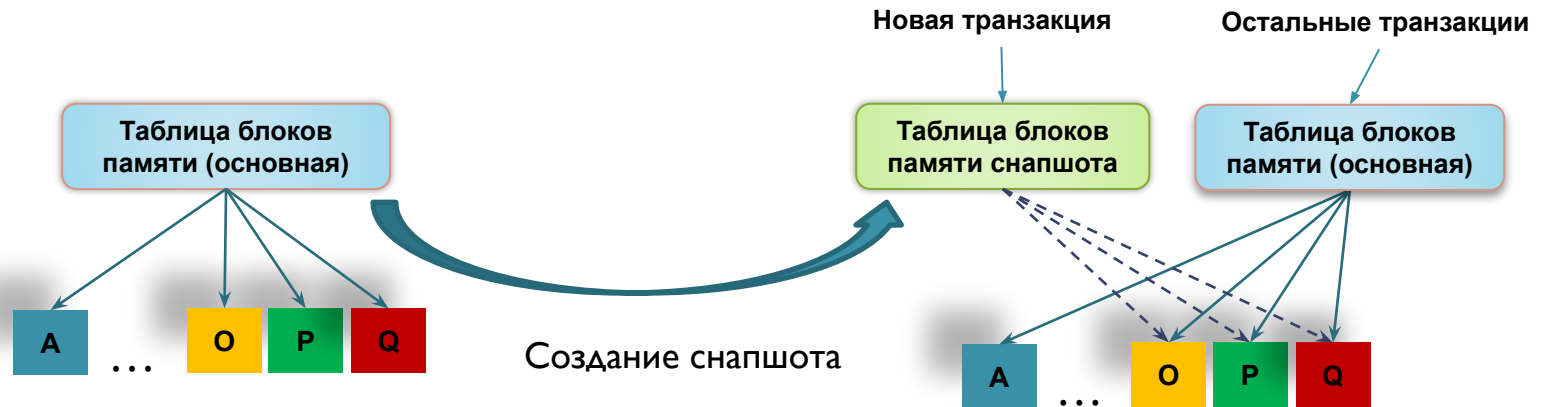 Новая транзакция
Остальные транзакции
Таблица блоков
памяти (основная)
Таблица блоков
памяти снапшота
Таблица блоков
памяти (основная)
A
...
O
P
Q
Создание снапшота
A
...
O
P
Q